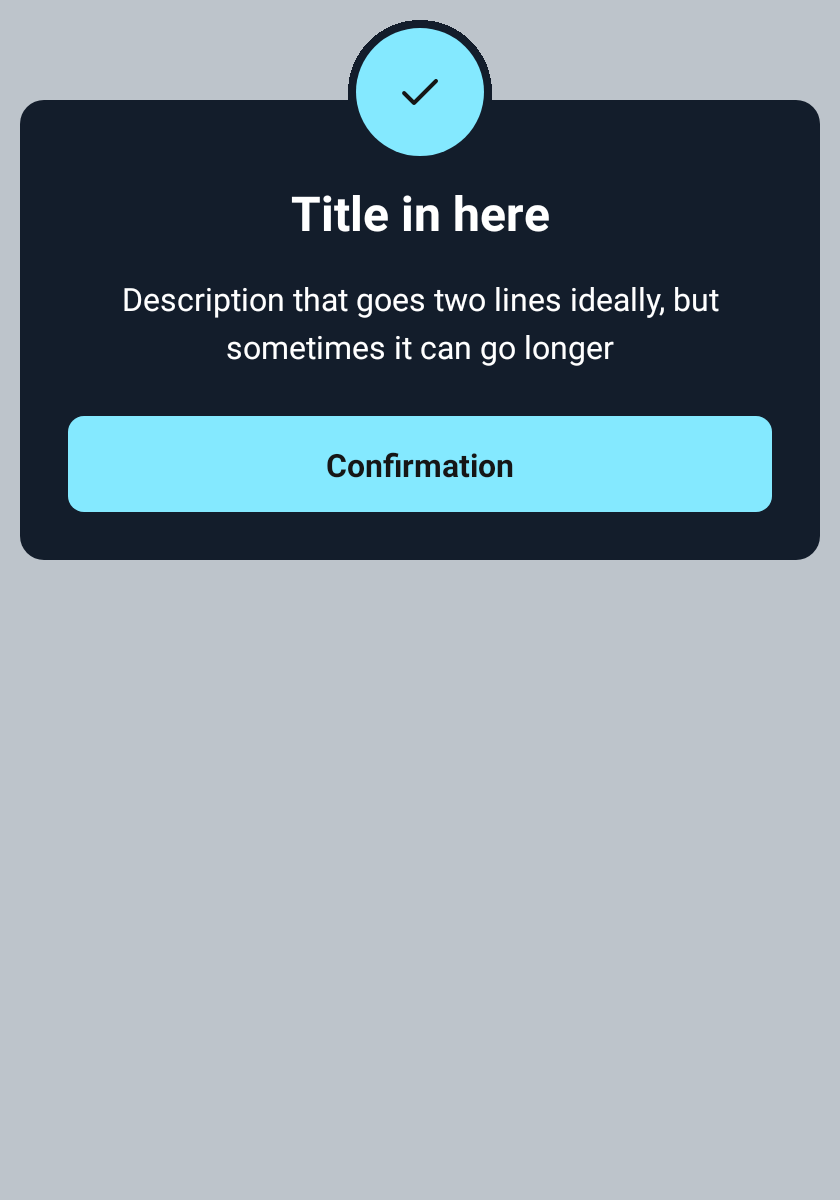 Title in here
Description that goes two lines ideally, but
sometimes it can go longer
Confirmation